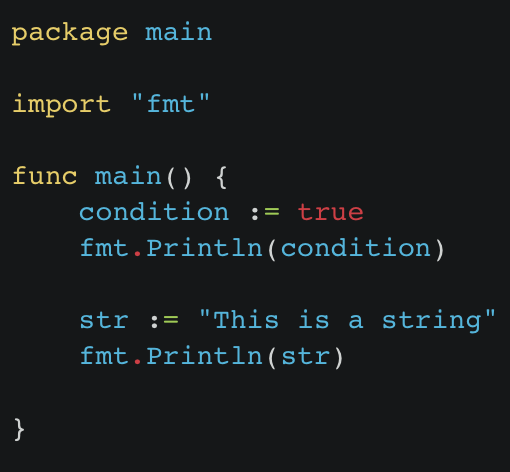 package main
import "fmt"
func main() {
    condition := true
    fmt.Println(condition)
    str := "This is a string"
    fmt.Println(str)
}